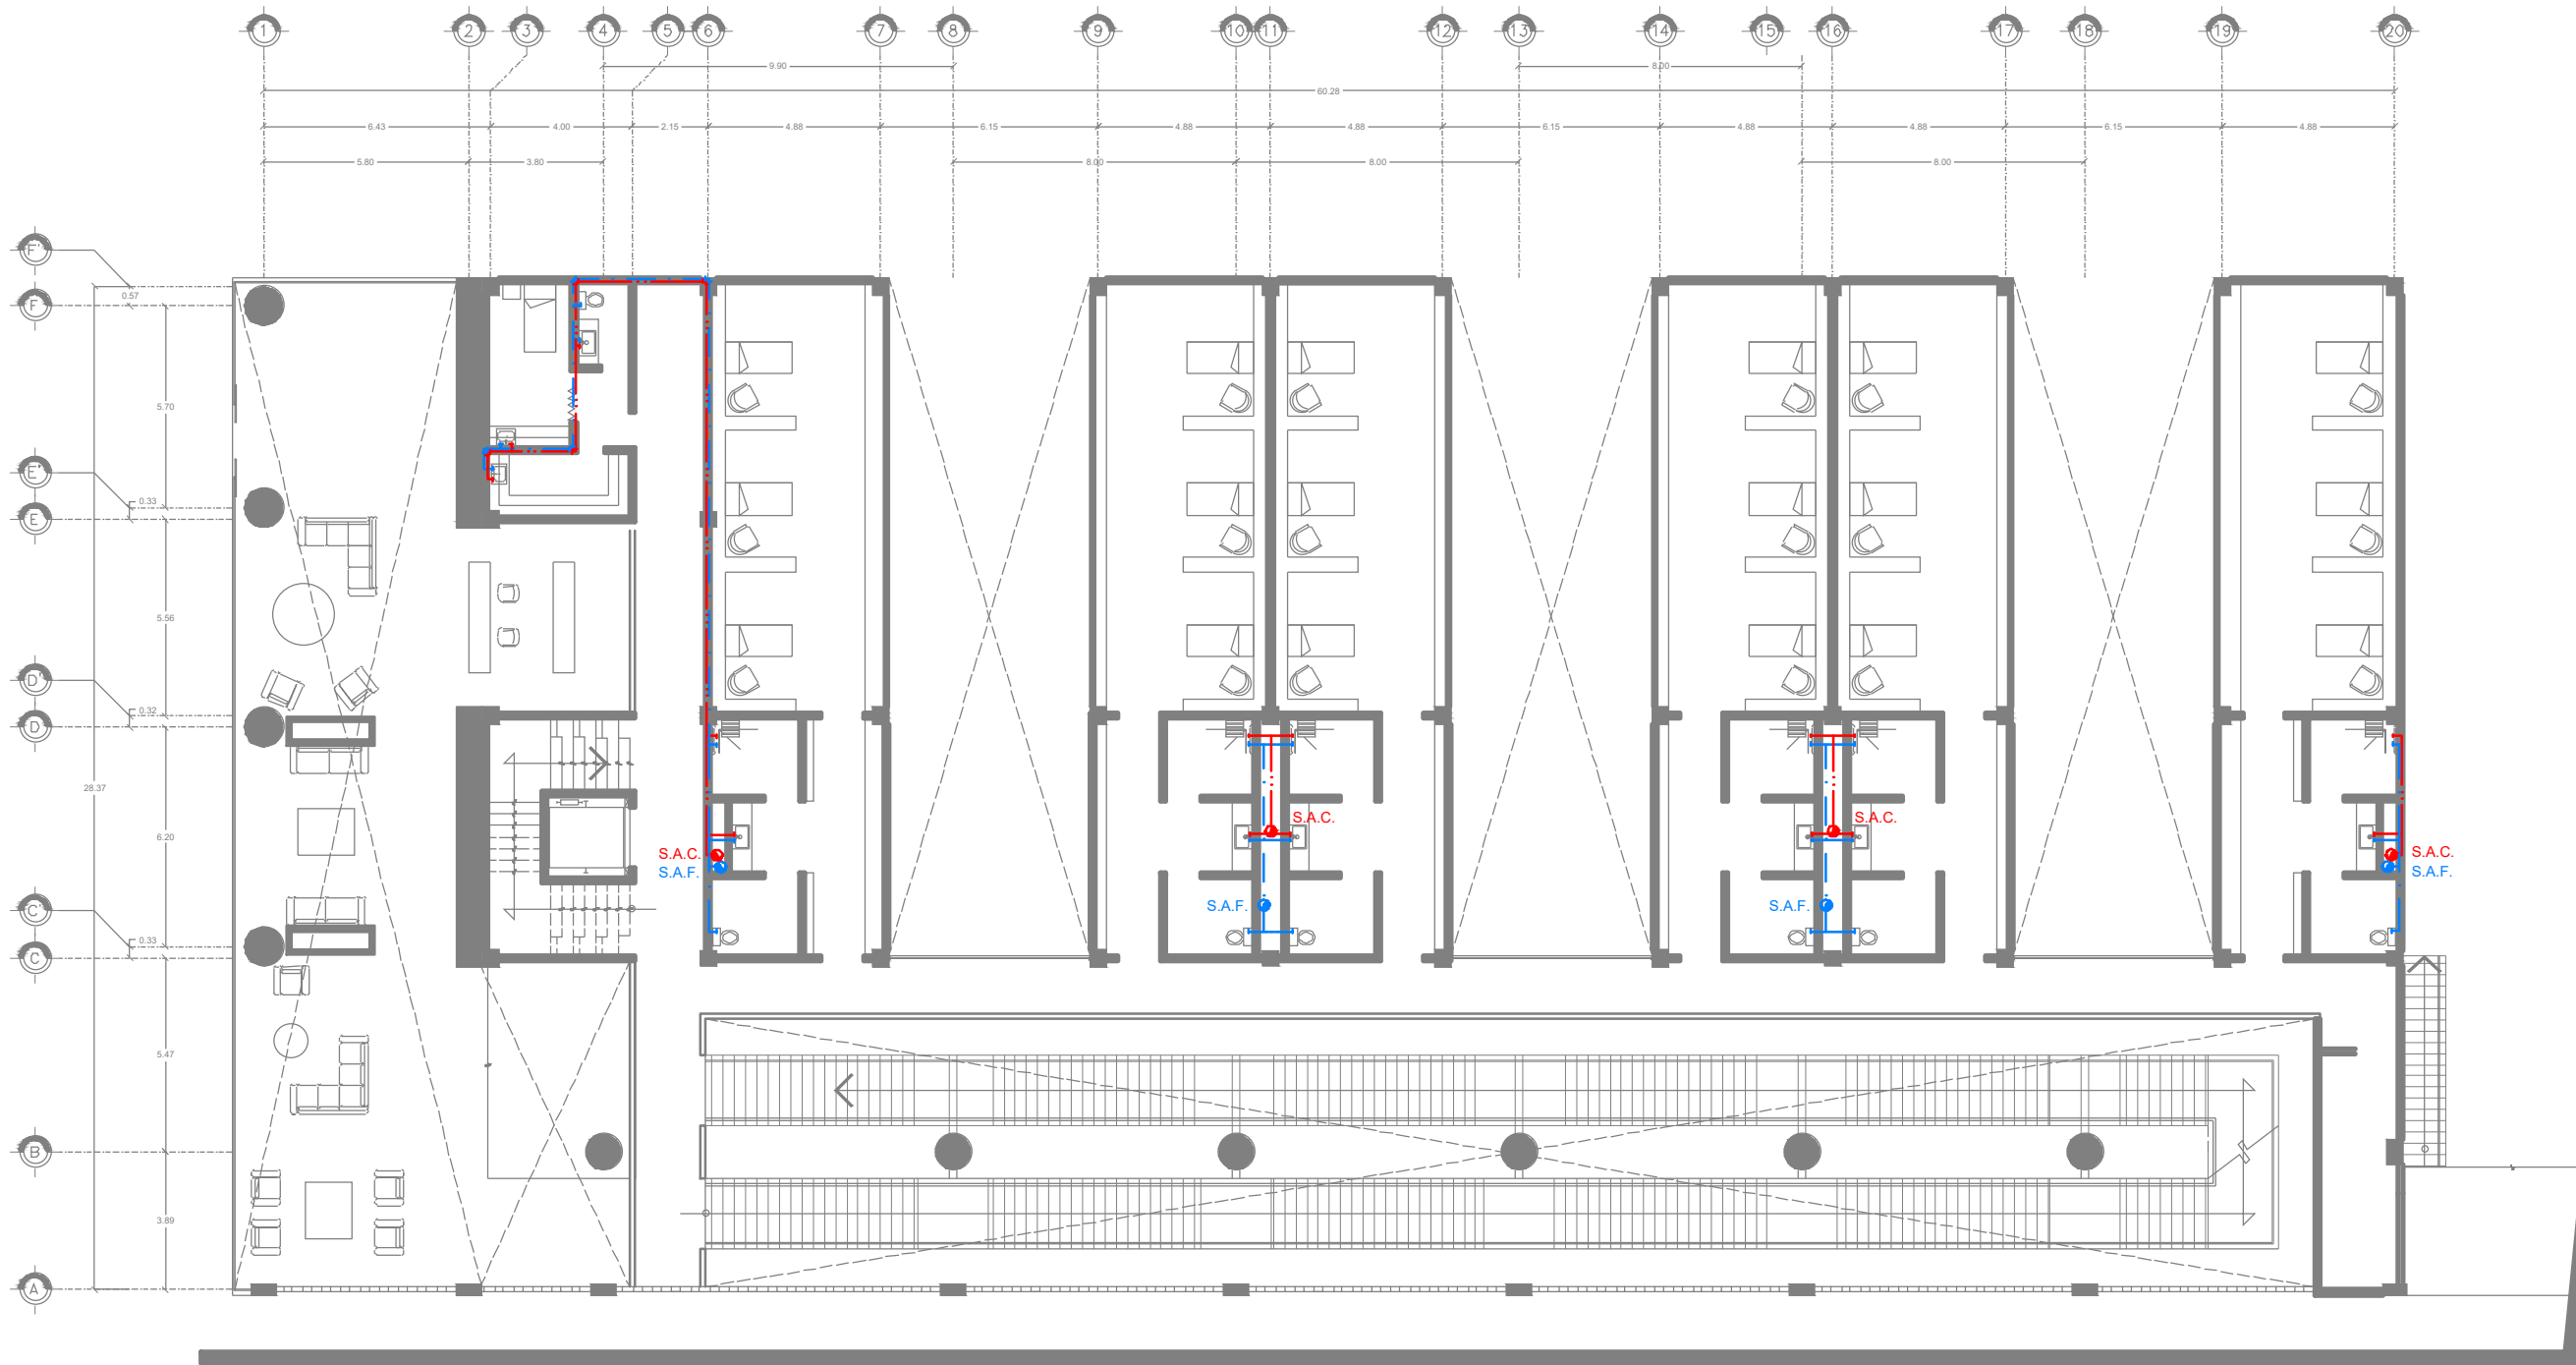 1 2 3 4 5 6 7 8 9 10 11 12 13 14 15 16 17 18 19 20
9.90 8.00
60.28
6.43 4.00 2.15 4.88 6.15 4.88 4.88 6.15 4.88 4.88 6.15 4.88
5.80 3.80 8.00 8.00 8.00
F'
0.57
F
5.70
E'
0.33
E
5.56
D'
0.32
D
28.37
S.A.C. S.A.C.
6.20
S.A.C. S.A.C.
S.A.F. S.A.F.
S.A.F. S.A.F.
C'
0.33
C
5.47
B
3.89
A